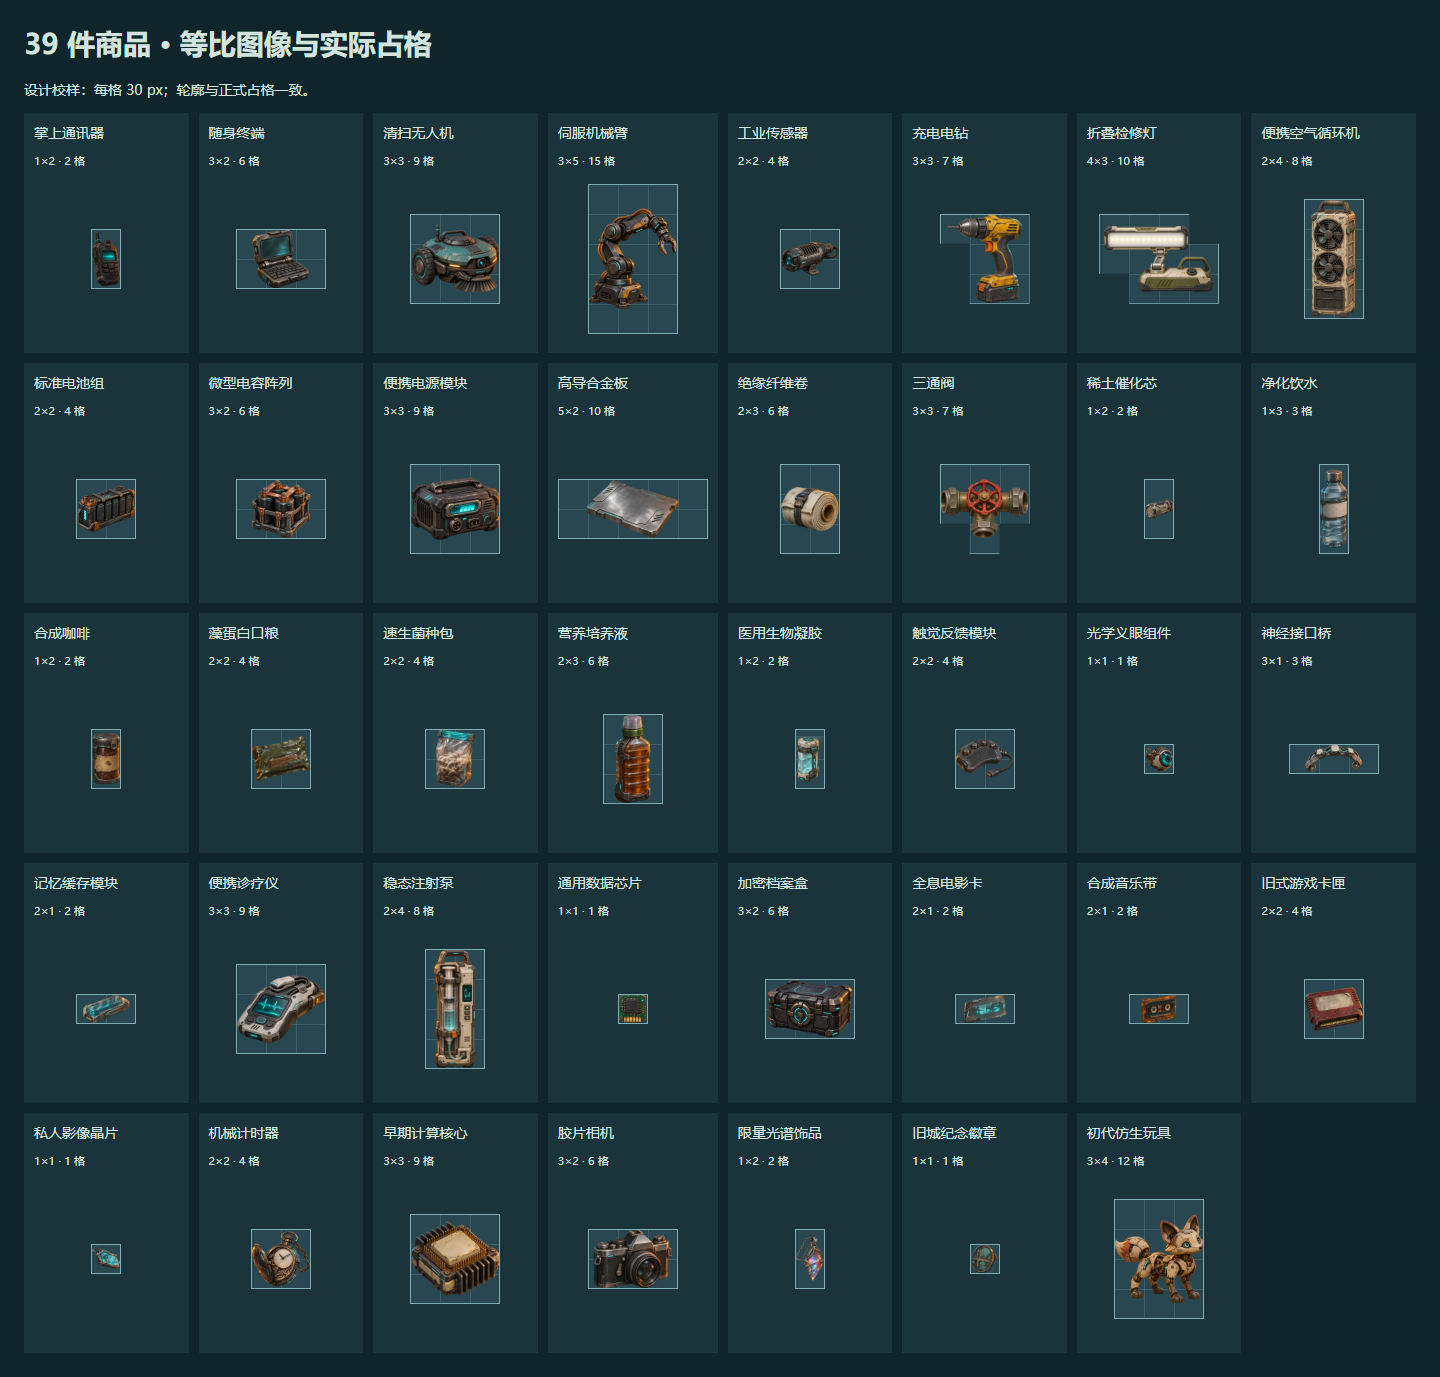 39 件商品 · 等比图像与实际占格
设计校样：每格 30 px；轮廓与正式占格一致。
掌上通讯器
1×2 · 2 格
随身终端
3×2 · 6 格
清扫无人机
3×3 · 9 格
伺服机械臂
3×5 · 15 格
工业传感器
2×2 · 4 格
充电电钻
3×3 · 7 格
折叠检修灯
4×3 · 10 格
便携空气循环机
2×4 · 8 格
标准电池组
2×2 · 4 格
微型电容阵列
3×2 · 6 格
便携电源模块
3×3 · 9 格
高导合金板
5×2 · 10 格
绝缘纤维卷
2×3 · 6 格
三通阀
3×3 · 7 格
稀土催化芯
1×2 · 2 格
净化饮水
1×3 · 3 格
合成咖啡
1×2 · 2 格
藻蛋白口粮
2×2 · 4 格
速生菌种包
2×2 · 4 格
营养培养液
2×3 · 6 格
医用生物凝胶
1×2 · 2 格
触觉反馈模块
2×2 · 4 格
光学义眼组件
1×1 · 1 格
神经接口桥
3×1 · 3 格
记忆缓存模块
2×1 · 2 格
便携诊疗仪
3×3 · 9 格
稳态注射泵
2×4 · 8 格
通用数据芯片
1×1 · 1 格
加密档案盒
3×2 · 6 格
全息电影卡
2×1 · 2 格
合成音乐带
2×1 · 2 格
旧式游戏卡匣
2×2 · 4 格
私人影像晶片
1×1 · 1 格
机械计时器
2×2 · 4 格
早期计算核心
3×3 · 9 格
胶片相机
3×2 · 6 格
限量光谱饰品
1×2 · 2 格
旧城纪念徽章
1×1 · 1 格
初代仿生玩具
3×4 · 12 格